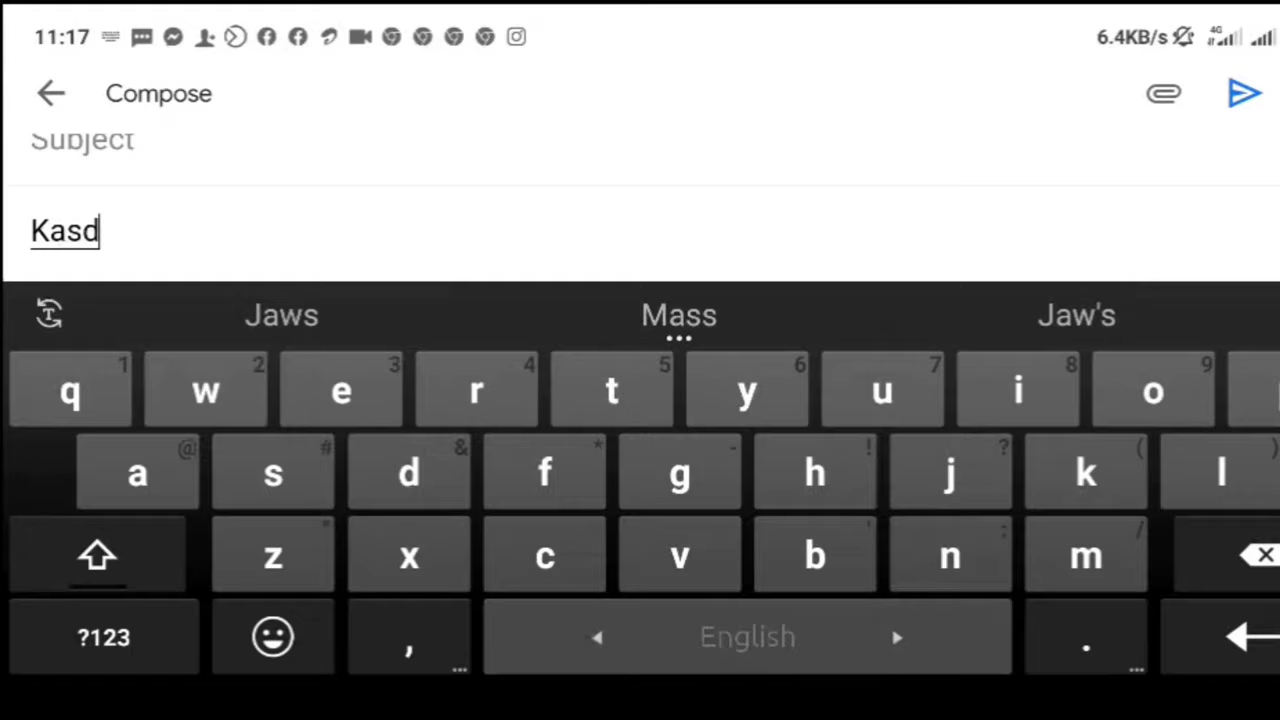 11:17 6.4KB/s 4G
Compose
Subject
Kasd
Jaws Mass Jaw's
q 1 w 2 e 3 r 4 t 5 y 6 u 7 i 8 o 9
a @ s # d & f * g - h ! j ? k ( l )
z " x c v b ' n : m /
?123 , English .